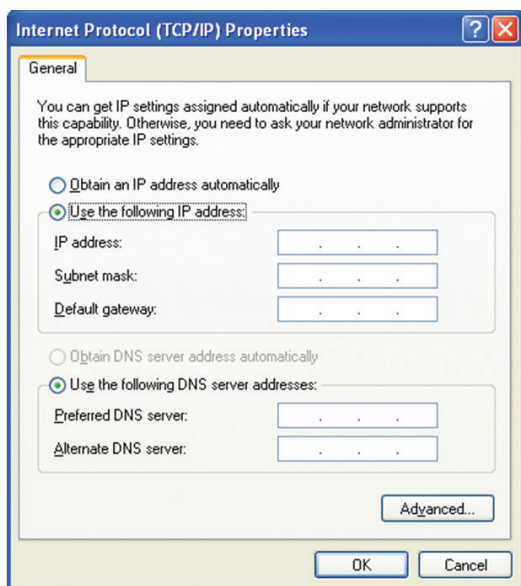 Internet Protocol (TCP/IP) Properties
General
You can get IP settings assigned automatically if your network supports
this capability. Otherwise, you need to ask your network administrator for
the appropriate IP settings.
Obtain an IP address automatically
Use the following IP address:
IP address:
Subnet mask:
Default gateway:
Obtain DNS server address automatically
Use the following DNS server addresses:
Preferred DNS server:
Alternate DNS server:
Advanced...
OK
Cancel